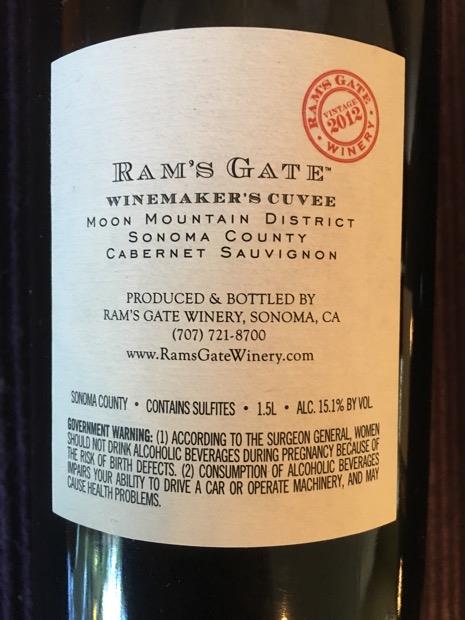 RAM'S GATE
VINTAGE
2012
WINERY
RAM'S GATE™
WINEMAKER'S CUVEE
MOON MOUNTAIN DISTRICT
SONOMA COUNTY
CABERNET SAUVIGNON
PRODUCED & BOTTLED BY
RAM'S GATE WINERY, SONOMA, CA
(707) 721-8700
www.RamsGateWinery.com
SONOMA COUNTY • CONTAINS SULFITES • 1.5L • ALC. 15.1% BY VOL.
GOVERNMENT WARNING: (1) ACCORDING TO THE SURGEON GENERAL, WOMEN
SHOULD NOT DRINK ALCOHOLIC BEVERAGES DURING PREGNANCY BECAUSE OF
THE RISK OF BIRTH DEFECTS. (2) CONSUMPTION OF ALCOHOLIC BEVERAGES
IMPAIRS YOUR ABILITY TO DRIVE A CAR OR OPERATE MACHINERY, AND MAY
CAUSE HEALTH PROBLEMS.